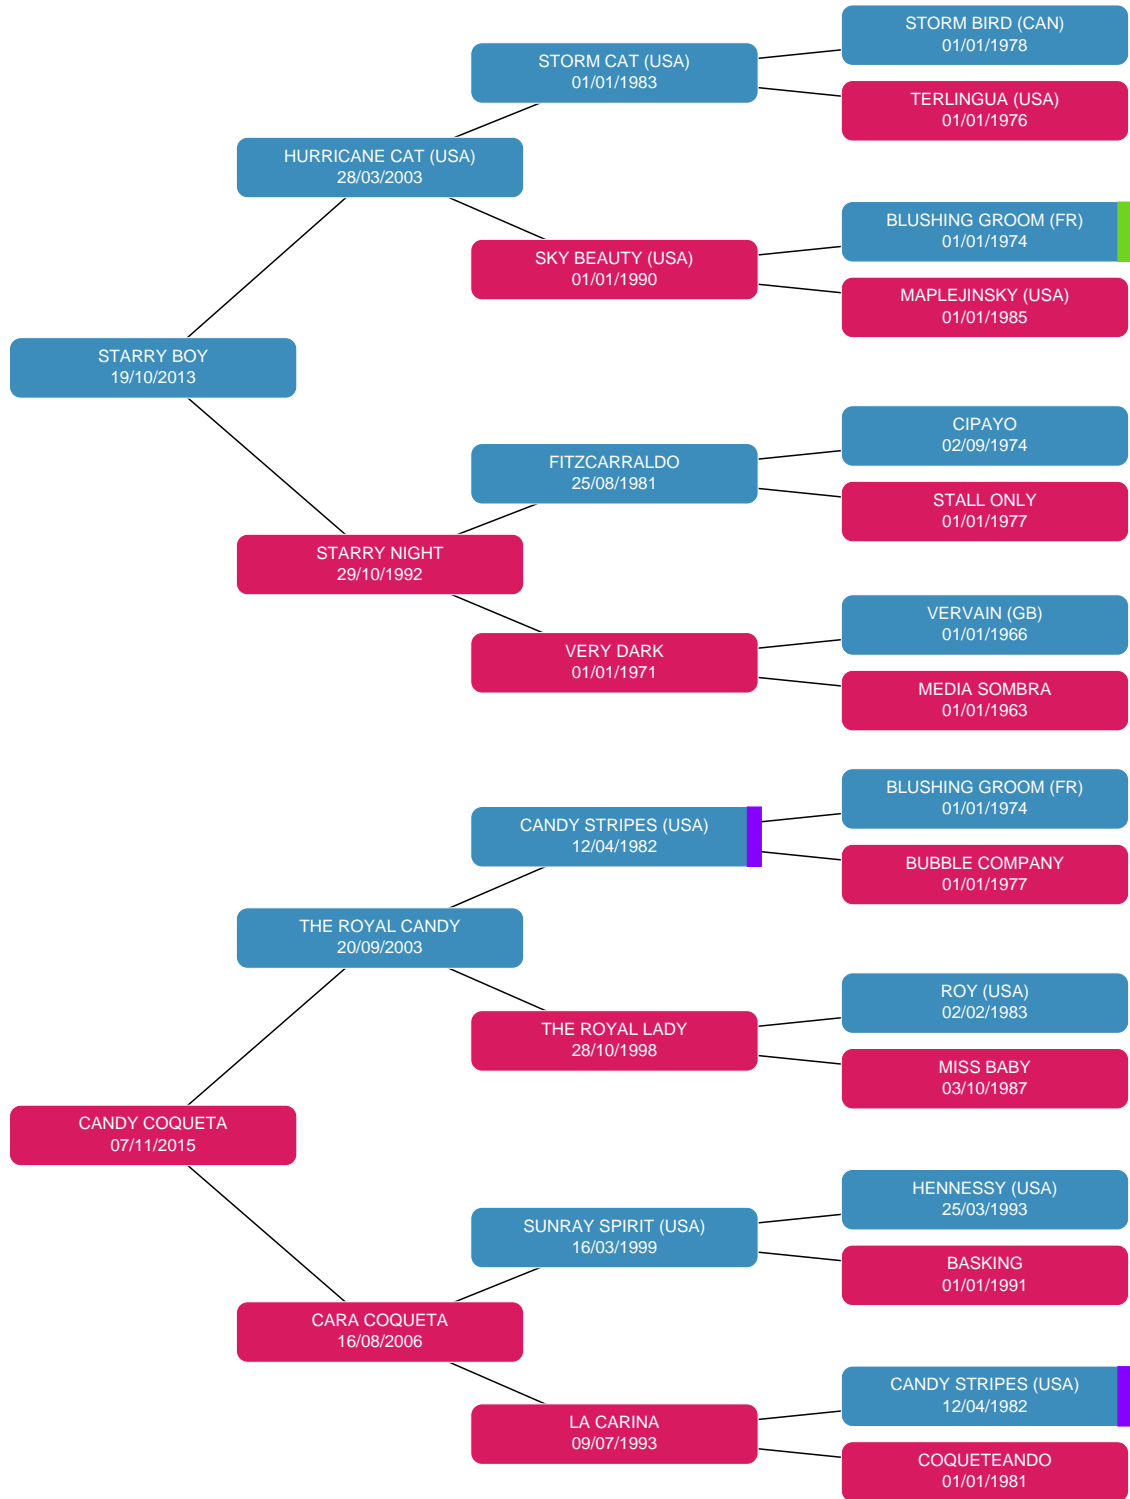 STORM BIRD (CAN)
01/01/1978
STORM CAT (USA)
01/01/1983
TERLINGUA (USA)
01/01/1976
HURRICANE CAT (USA)
28/03/2003
BLUSHING GROOM (FR)
01/01/1974
SKY BEAUTY (USA)
01/01/1990
MAPLEJINSKY (USA)
01/01/1985
STARRY BOY
19/10/2013
CIPAYO
02/09/1974
FITZCARRALDO
25/08/1981
STALL ONLY
01/01/1977
STARRY NIGHT
29/10/1992
VERVAIN (GB)
01/01/1966
VERY DARK
01/01/1971
MEDIA SOMBRA
01/01/1963
BLUSHING GROOM (FR)
01/01/1974
CANDY STRIPES (USA)
12/04/1982
BUBBLE COMPANY
01/01/1977
THE ROYAL CANDY
20/09/2003
ROY (USA)
02/02/1983
THE ROYAL LADY
28/10/1998
MISS BABY
03/10/1987
CANDY COQUETA
07/11/2015
HENNESSY (USA)
25/03/1993
SUNRAY SPIRIT (USA)
16/03/1999
BASKING
01/01/1991
CARA COQUETA
16/08/2006
CANDY STRIPES (USA)
12/04/1982
LA CARINA
09/07/1993
COQUETEANDO
01/01/1981